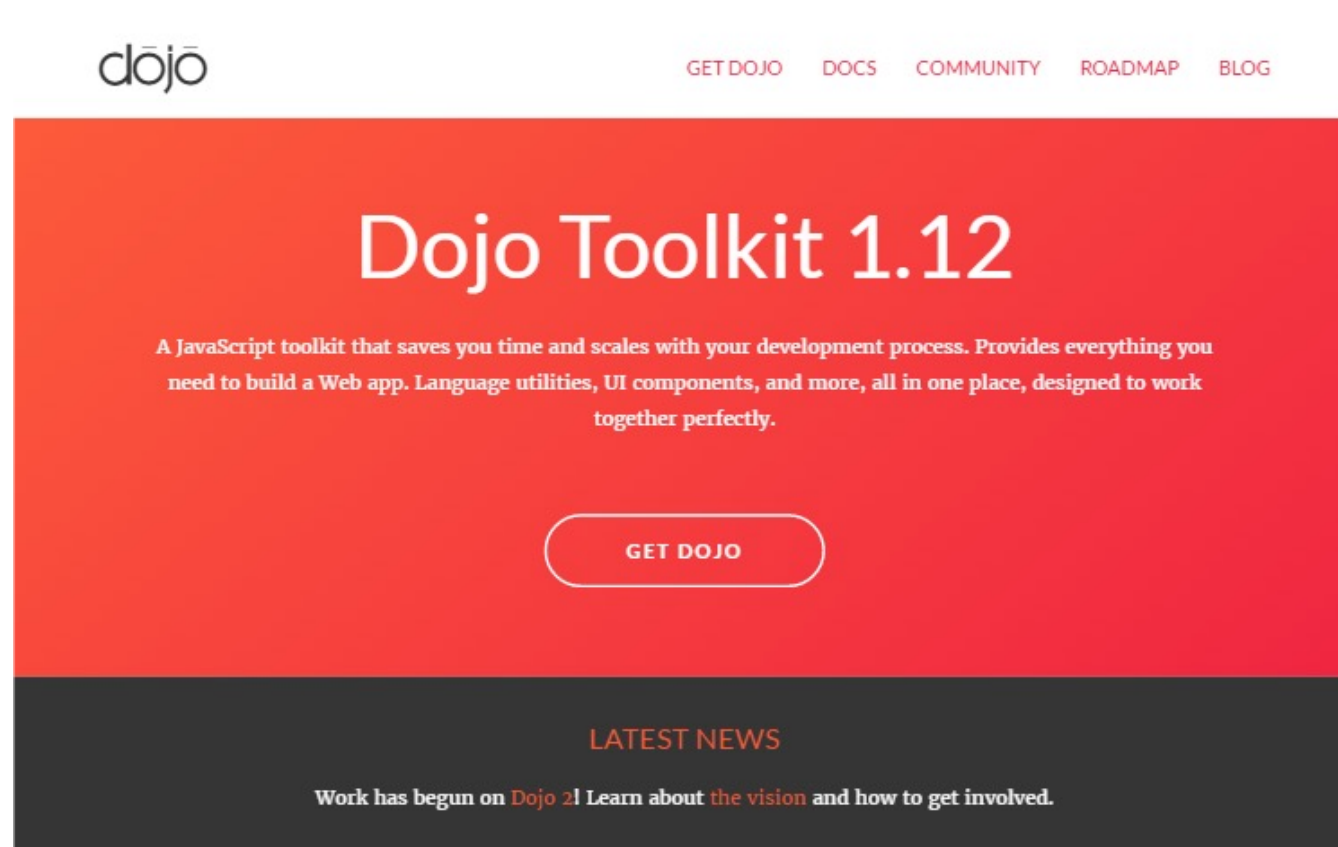 dōjō
GET DOJO DOCS COMMUNITY ROADMAP BLOG
Dojo Toolkit 1.12
A JavaScript toolkit that saves you time and scales with your development process. Provides everything you
need to build a Web app. Language utilities, UI components, and more, all in one place, designed to work
together perfectly.
GET DOJO
LATEST NEWS
Work has begun on Dojo 2! Learn about the vision and how to get involved.